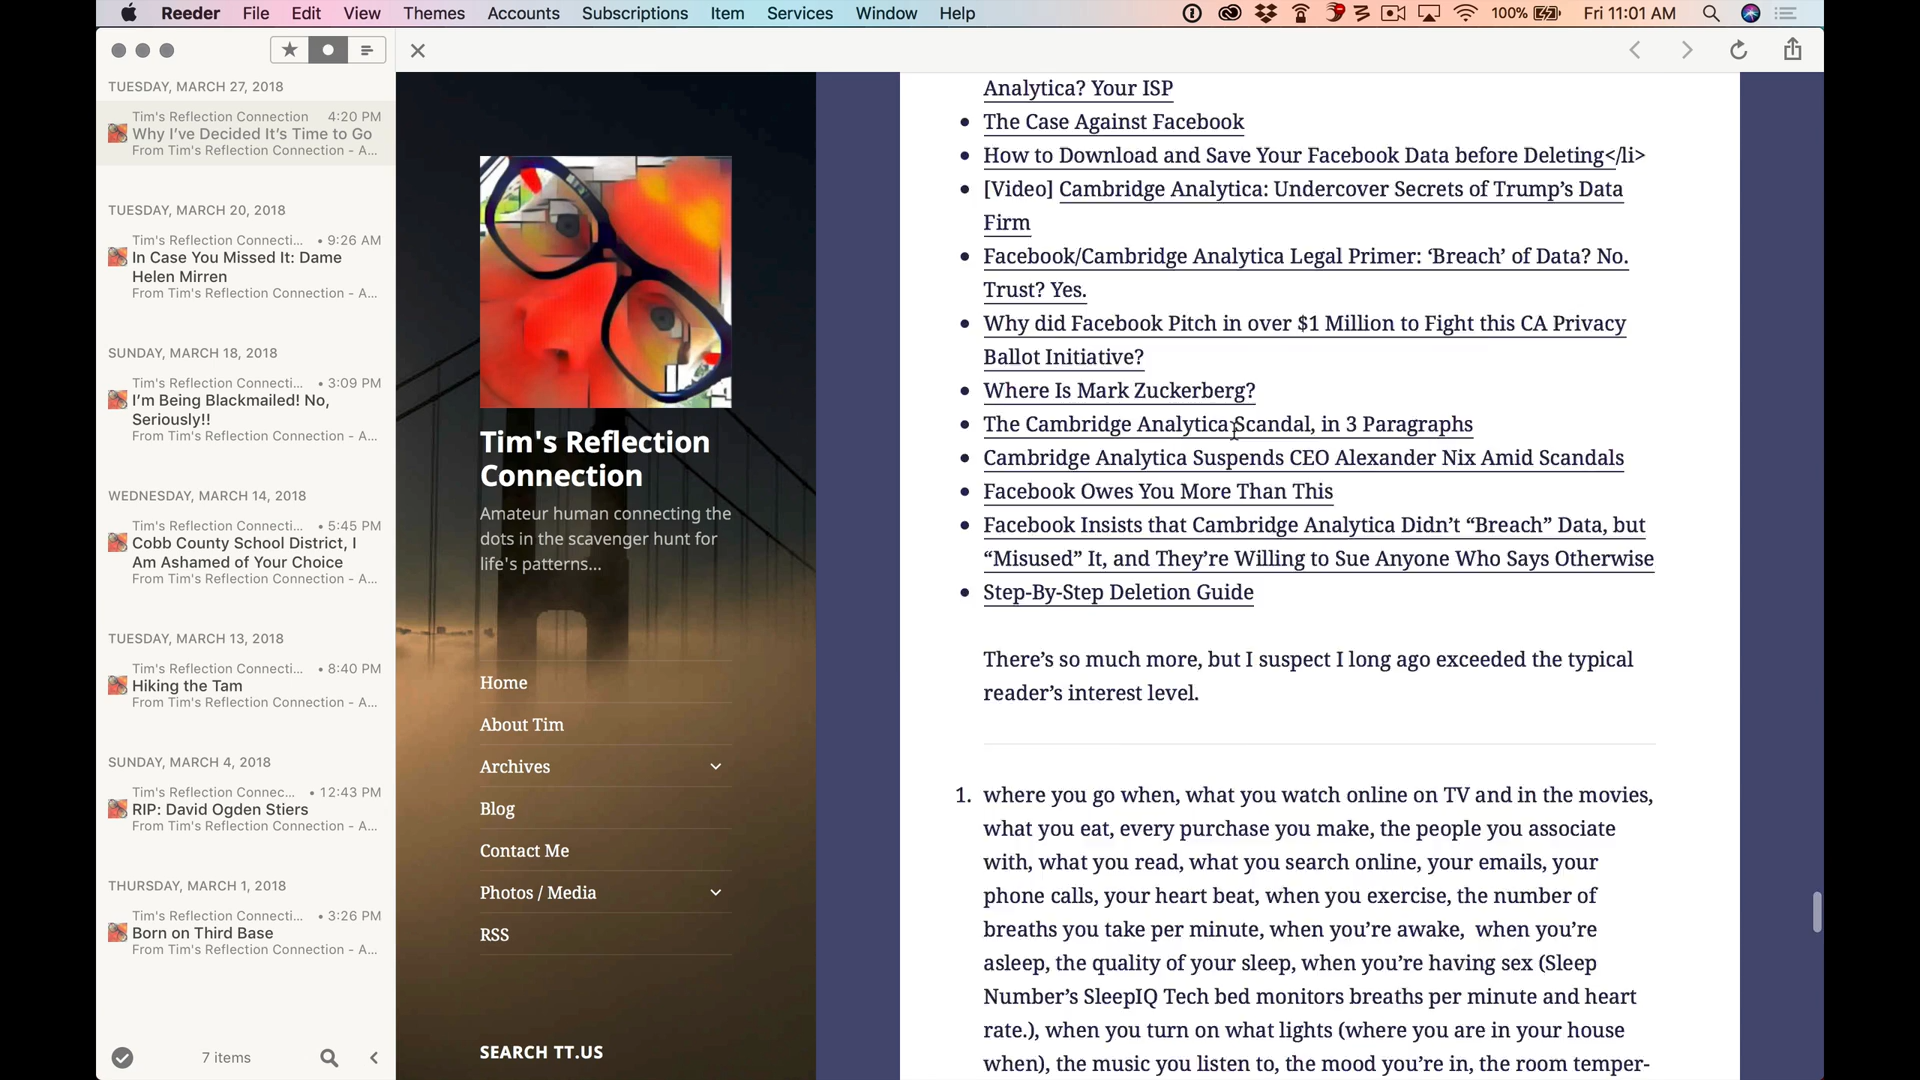 Reeder File Edit View Themes Accounts Subscriptions Item Services Window Help 100% Fri 11:01 AM
TUESDAY, MARCH 27, 2018
Tim's Reflection Connection 4:20 PM
Why I’ve Decided It’s Time to Go
From Tim's Reflection Connection - A...
TUESDAY, MARCH 20, 2018
Tim's Reflection Connecti... • 9:26 AM
In Case You Missed It: Dame
Helen Mirren
From Tim's Reflection Connection - A...
SUNDAY, MARCH 18, 2018
Tim's Reflection Connecti... • 3:09 PM
I’m Being Blackmailed! No,
Seriously!!
From Tim's Reflection Connection - A...
WEDNESDAY, MARCH 14, 2018
Tim's Reflection Connecti... • 5:45 PM
Cobb County School District, I
Am Ashamed of Your Choice
From Tim's Reflection Connection - A...
TUESDAY, MARCH 13, 2018
Tim's Reflection Connecti... • 8:40 PM
Hiking the Tam
From Tim's Reflection Connection - A...
SUNDAY, MARCH 4, 2018
Tim's Reflection Connec... • 12:43 PM
RIP: David Ogden Stiers
From Tim's Reflection Connection - A...
THURSDAY, MARCH 1, 2018
Tim's Reflection Connecti... • 3:26 PM
Born on Third Base
From Tim's Reflection Connection - A...
7 items
Tim's Reflection
Connection
Amateur human connecting the
dots in the scavenger hunt for
life's patterns...
Home
About Tim
Archives
Blog
Contact Me
Photos / Media
RSS
SEARCH TT.US
Analytica? Your ISP
• The Case Against Facebook
• How to Download and Save Your Facebook Data before Deleting</li>
• [Video] Cambridge Analytica: Undercover Secrets of Trump’s Data
Firm
• Facebook/Cambridge Analytica Legal Primer: ‘Breach’ of Data? No.
Trust? Yes.
• Why did Facebook Pitch in over $1 Million to Fight this CA Privacy
Ballot Initiative?
• Where Is Mark Zuckerberg?
• The Cambridge Analytica Scandal, in 3 Paragraphs
• Cambridge Analytica Suspends CEO Alexander Nix Amid Scandals
• Facebook Owes You More Than This
• Facebook Insists that Cambridge Analytica Didn’t “Breach” Data, but
“Misused” It, and They’re Willing to Sue Anyone Who Says Otherwise
• Step-By-Step Deletion Guide
There’s so much more, but I suspect I long ago exceeded the typical
reader’s interest level.
1. where you go when, what you watch online on TV and in the movies,
what you eat, every purchase you make, the people you associate
with, what you read, what you search online, your emails, your
phone calls, your heart beat, when you exercise, the number of
breaths you take per minute, when you’re awake, when you’re
asleep, the quality of your sleep, when you’re having sex (Sleep
Number’s SleepIQ Tech bed monitors breaths per minute and heart
rate.), when you turn on what lights (where you are in your house
when), the music you listen to, the mood you’re in, the room temper-